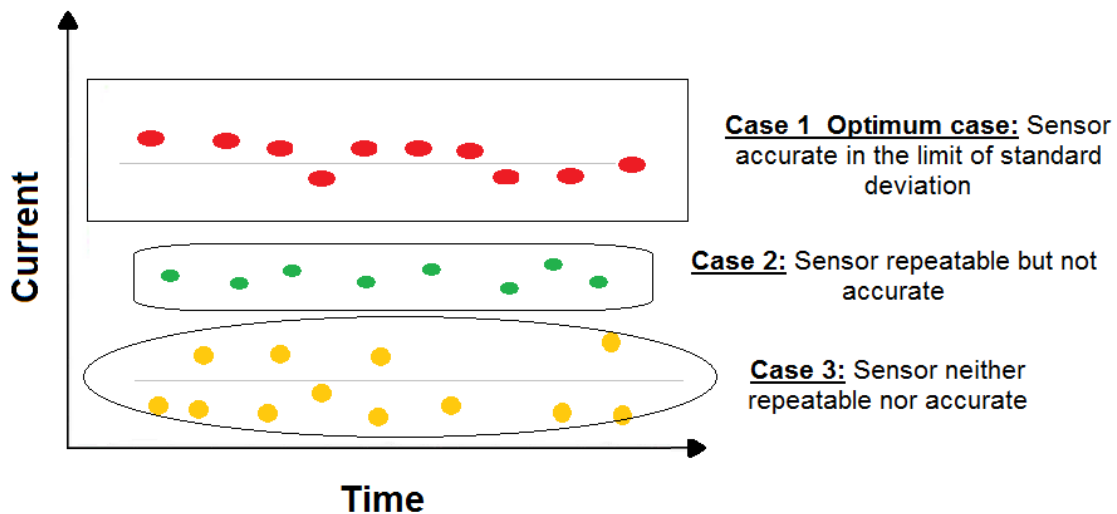 Current
Case 1 Optimum case: Sensor
accurate in the limit of standard
deviation
Case 2: Sensor repeatable but not
accurate
Case 3: Sensor neither
repeatable nor accurate
Time